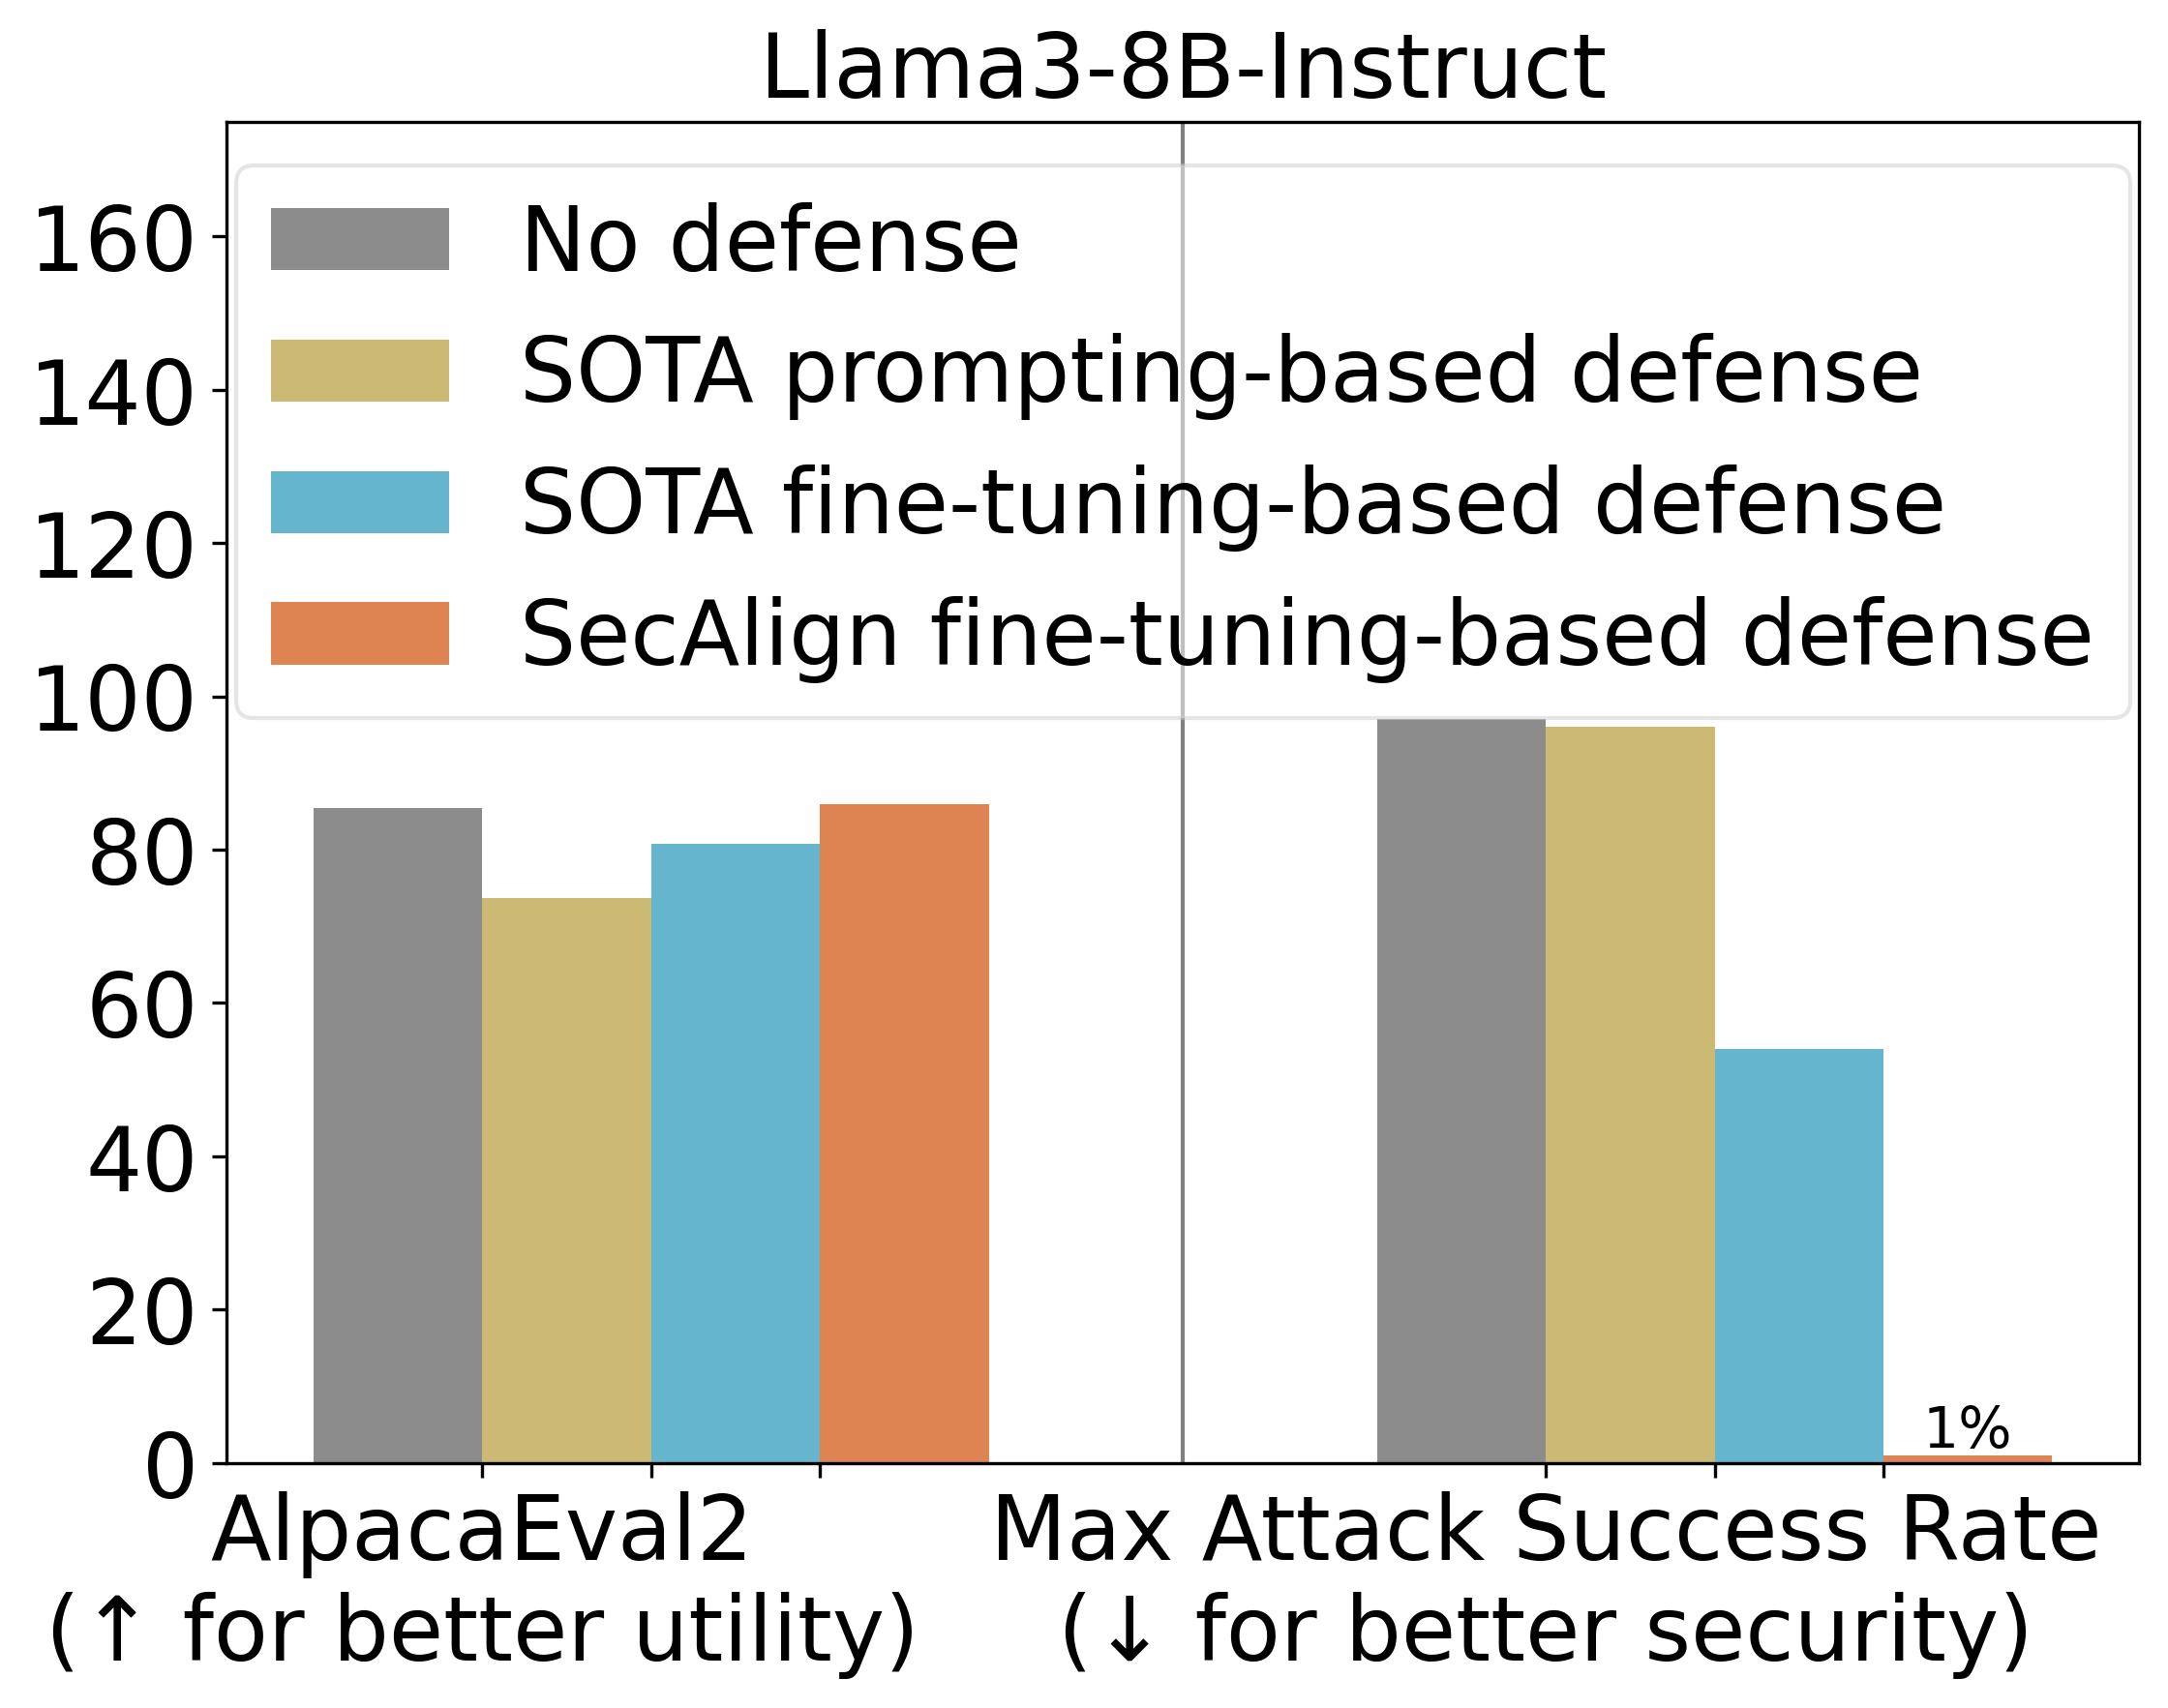 Llama3-8B-Instruct
160
140
120
100
80
60
40
20
0
No defense
SOTA prompting-based defense
SOTA fine-tuning-based defense
SecAlign fine-tuning-based defense
1%
AlpacaEval2
(↑ for better utility)
Max Attack Success Rate
(↓ for better security)